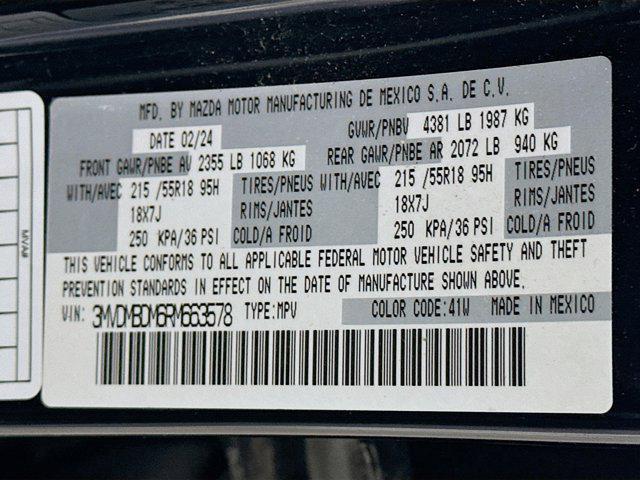 MFD. BY MAZDA MOTOR MANUFACTURING DE MEXICO S.A. DE C.V.
DATE 02/24 GVWR/PNBV 4381 LB 1987 KG
FRONT GAWR/PNBE AV 2355 LB 1068 KG REAR GAWR/PNBE AR 2072 LB 940 KG
WITH/AVEC 215 /55R18 95H TIRES/PNEUS WITH/AVEC 215 /55R18 95H TIRES/PNEUS
18X7J RIMS/JANTES 18X7J RIMS/JANTES
250 KPA/36 PSI COLD/A FROID 250 KPA/36 PSI COLD/A FROID
THIS VEHICLE CONFORMS TO ALL APPLICABLE FEDERAL MOTOR VEHICLE SAFETY AND THEFT
PREVENTION STANDARDS IN EFFECT ON THE DATE OF MANUFACTURE SHOWN ABOVE.
VIN: 3MVDMBDM6RM663578 TYPE:MPV COLOR CODE:41W MADE IN MEXICO